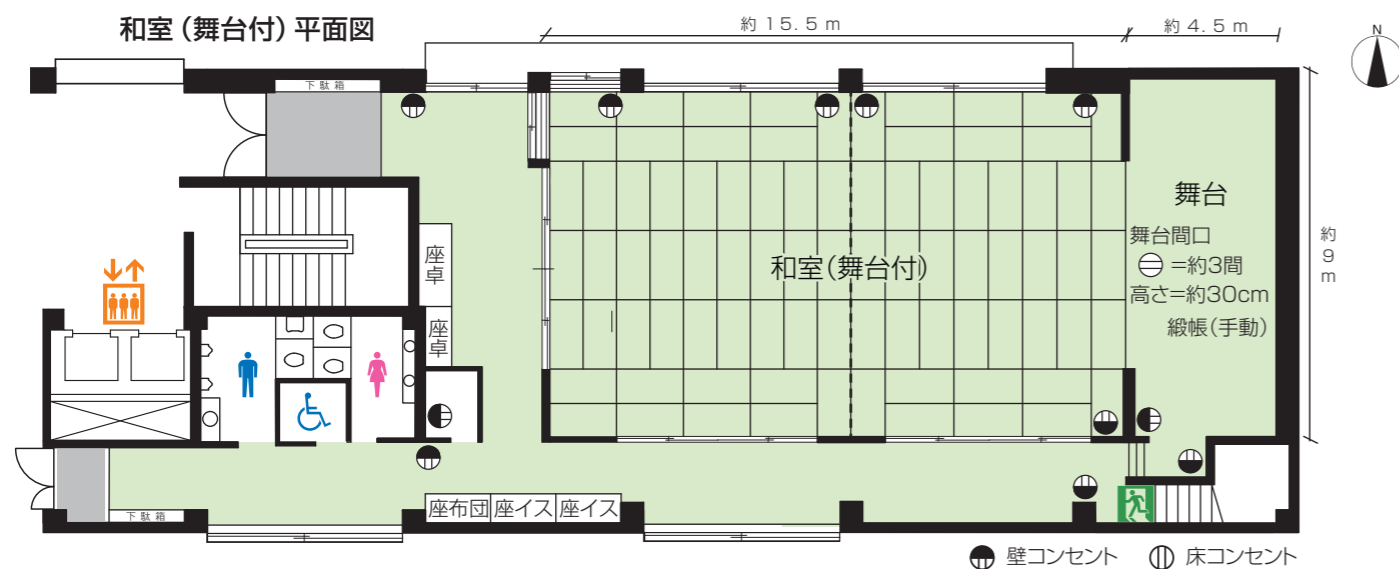 和室（舞台付）平面図
約15.5m
約4.5m
N
下駄箱
舞台
舞台間口
=約3間
高さ=約30cm
緞帳（手動）
約9m
座卓
和室（舞台付）
座卓
座布団
座イス
座イス
下駄箱
壁コンセント
床コンセント